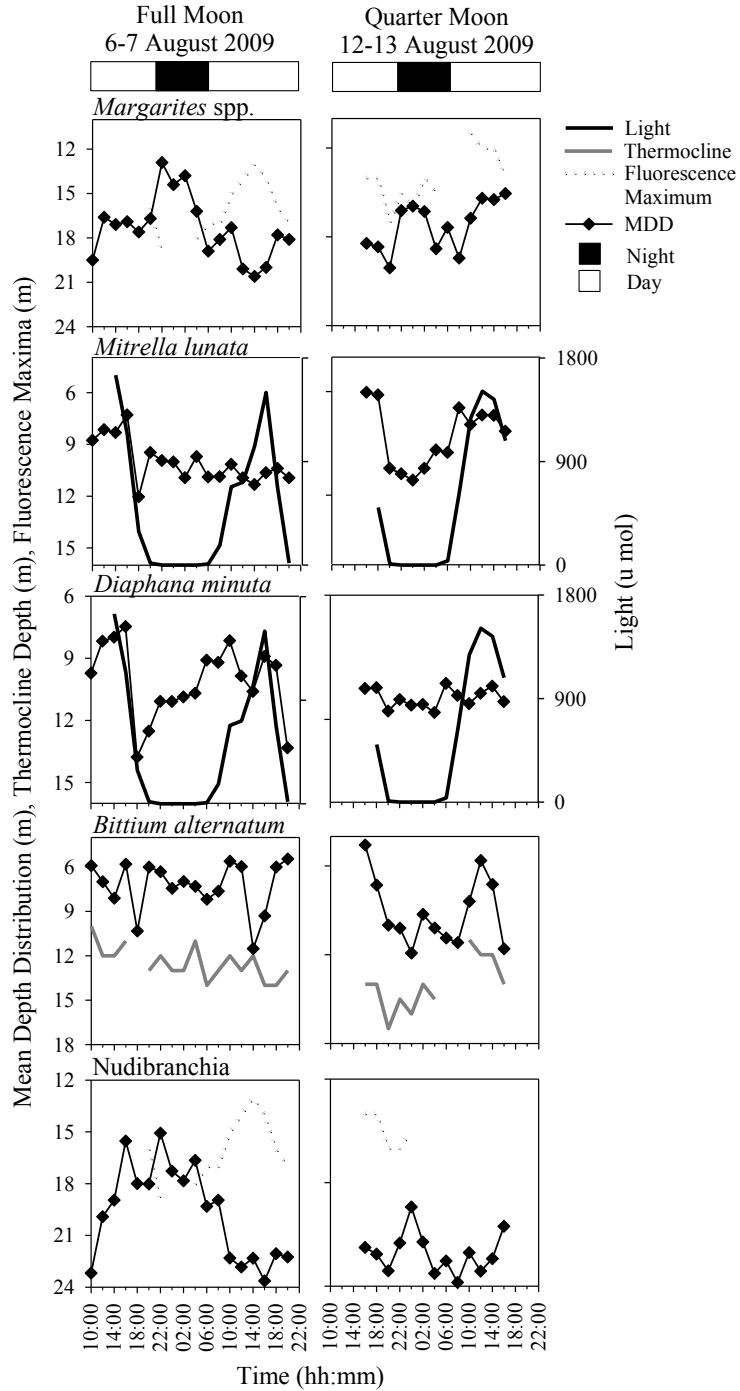 Full Moon
6-7 August 2009
Quarter Moon
12-13 August 2009
Margarites spp.
12
15
18
21
24
Light
Thermocline
Fluorescence
Maximum
MDD
Night
Day
Mitrella lunata
6
9
12
15
1800
900
0
Diaphana minuta
6
9
12
15
1800
900
0
Bittium alternatum
6
9
12
15
18
Nudibranchia
12
15
18
21
24
Mean Depth Distribution (m), Thermocline Depth (m), Fluorescence Maxima (m)
Light (u mol)
10:00 14:00 18:00 22:00 02:00 06:00 10:00 14:00 18:00 22:00
10:00 14:00 18:00 22:00 02:00 06:00 10:00 14:00 18:00 22:00
Time (hh:mm)